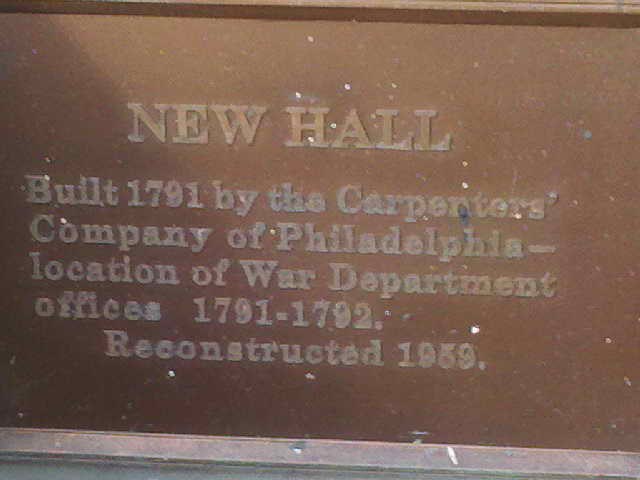 NEW HALL
Built 1791 by the Carpenters'
Company of Philadelphia—
location of War Department
offices 1791-1792.
Reconstructed 1959.